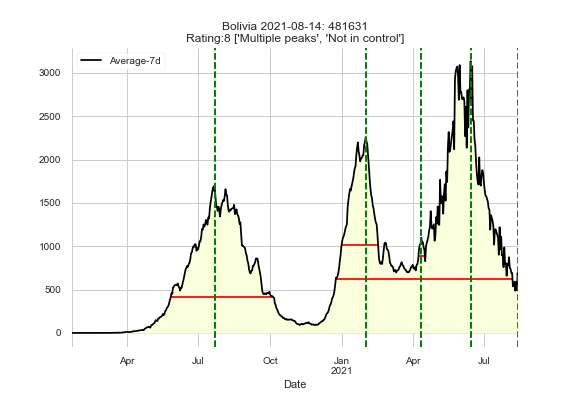 Bolivia 2021-08-14: 481631
Rating:8 ['Multiple peaks', 'Not in control']
Average-7d
3000
2500
2000
1500
1000
500
0
Apr
Jul
Oct
Jan
2021
Apr
Jul
Date